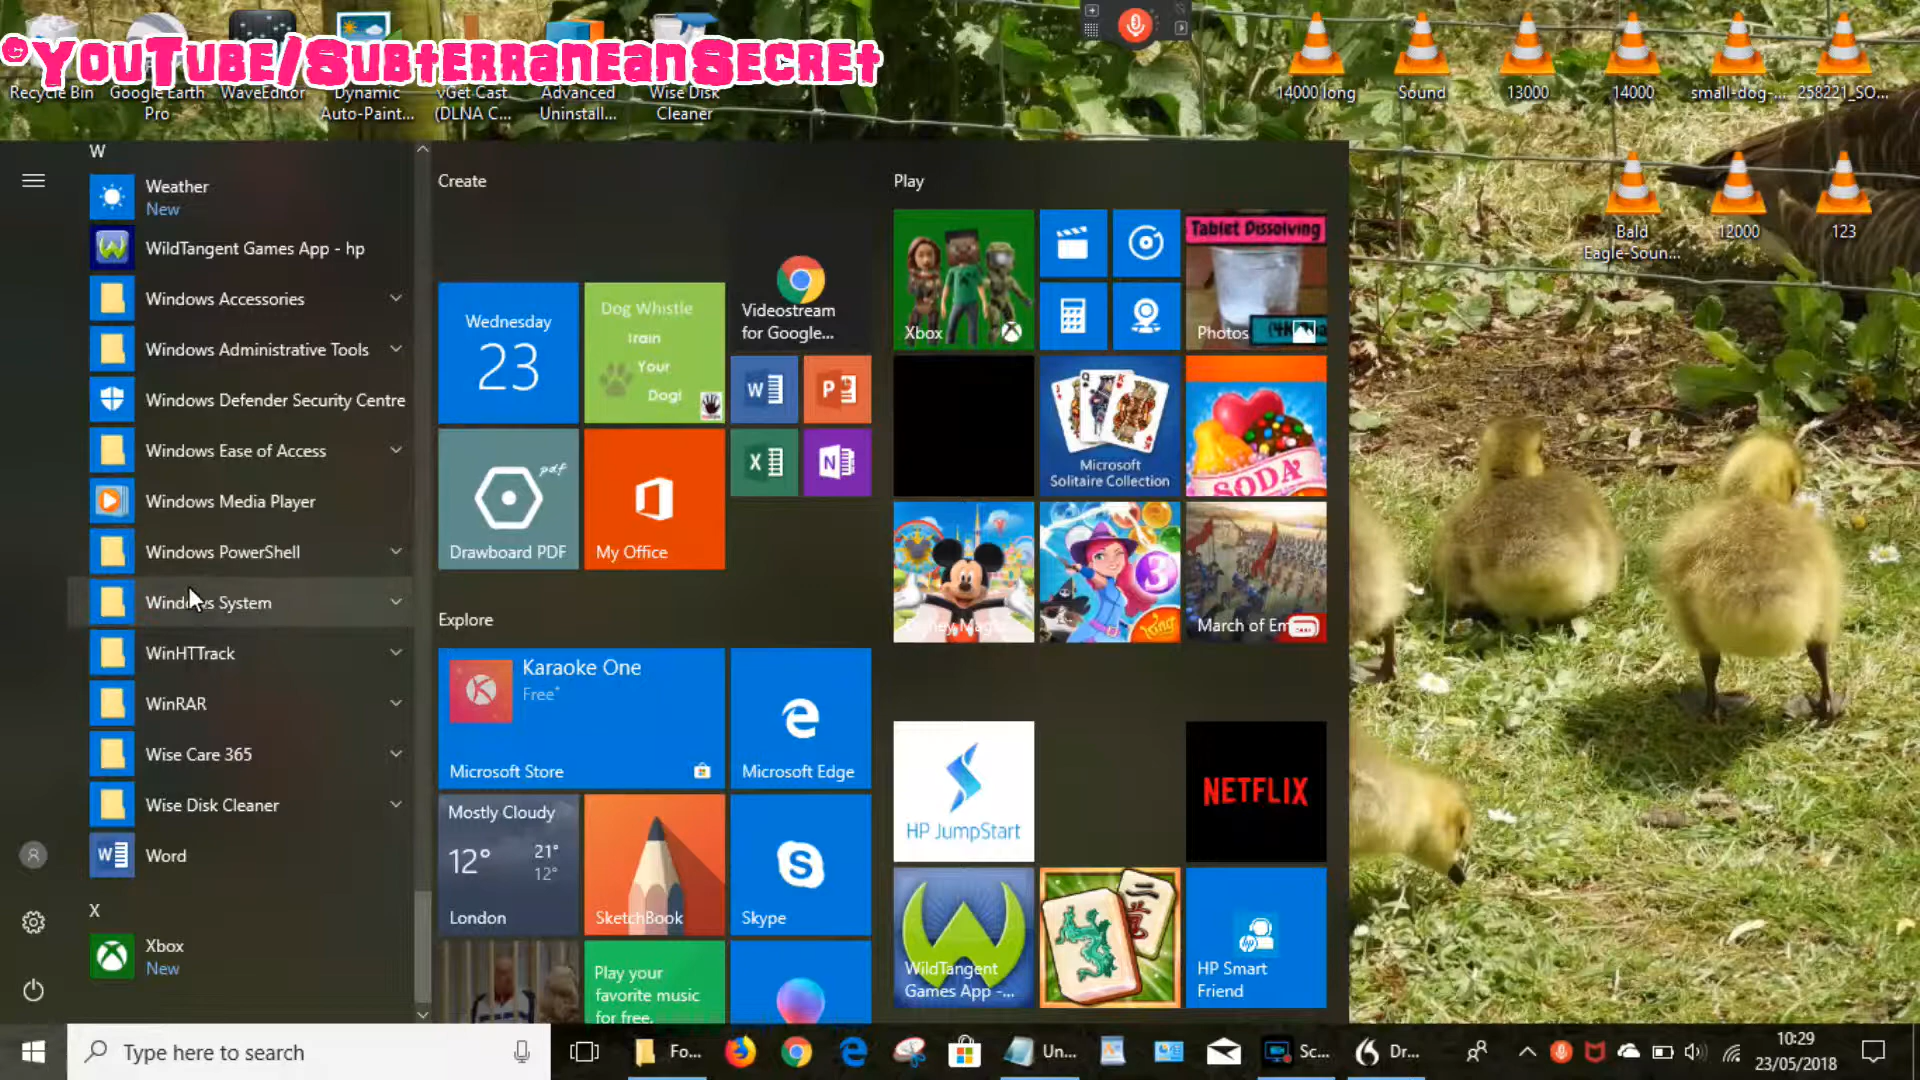 ©YouTube/SubterraneanSecret
Recycle Bin
Google Earth
Pro
WaveEditor
Dynamic
Auto-Paint...
vGet Cast
(DLNA C...
Advanced
Uninstall...
Wise Disk
Cleaner
14000 long
Sound
13000
14000
small-dog-...
258221_SO...
Bald
Eagle-Soun...
12000
123
W
Weather
New
WildTangent Games App - hp
Windows Accessories
Windows Administrative Tools
Windows Defender Security Centre
Windows Ease of Access
Windows Media Player
Windows PowerShell
Windows System
WinHTTrack
WinRAR
Wise Care 365
Wise Disk Cleaner
Word
X
Xbox
New
Create
Wednesday
23
Dog Whistle
Train
Your
Dog!
Videostream
for Google...
Drawboard PDF
pdf
My Office
Explore
Karaoke One
Free*
Microsoft Store
Microsoft Edge
Mostly Cloudy
12°
21°
12°
London
SketchBook
Skype
Play your
favorite music
for free.
Play
Xbox
Tablet Dissolving
Photos
Microsoft
Solitaire Collection
SODA
3
King
March of Em
HP JumpStart
NETFLIX
WildTangent
Games App -...
hp
HP Smart
Friend
Type here to search
Fo...
Un...
Sc...
Dr...
10:29
23/05/2018